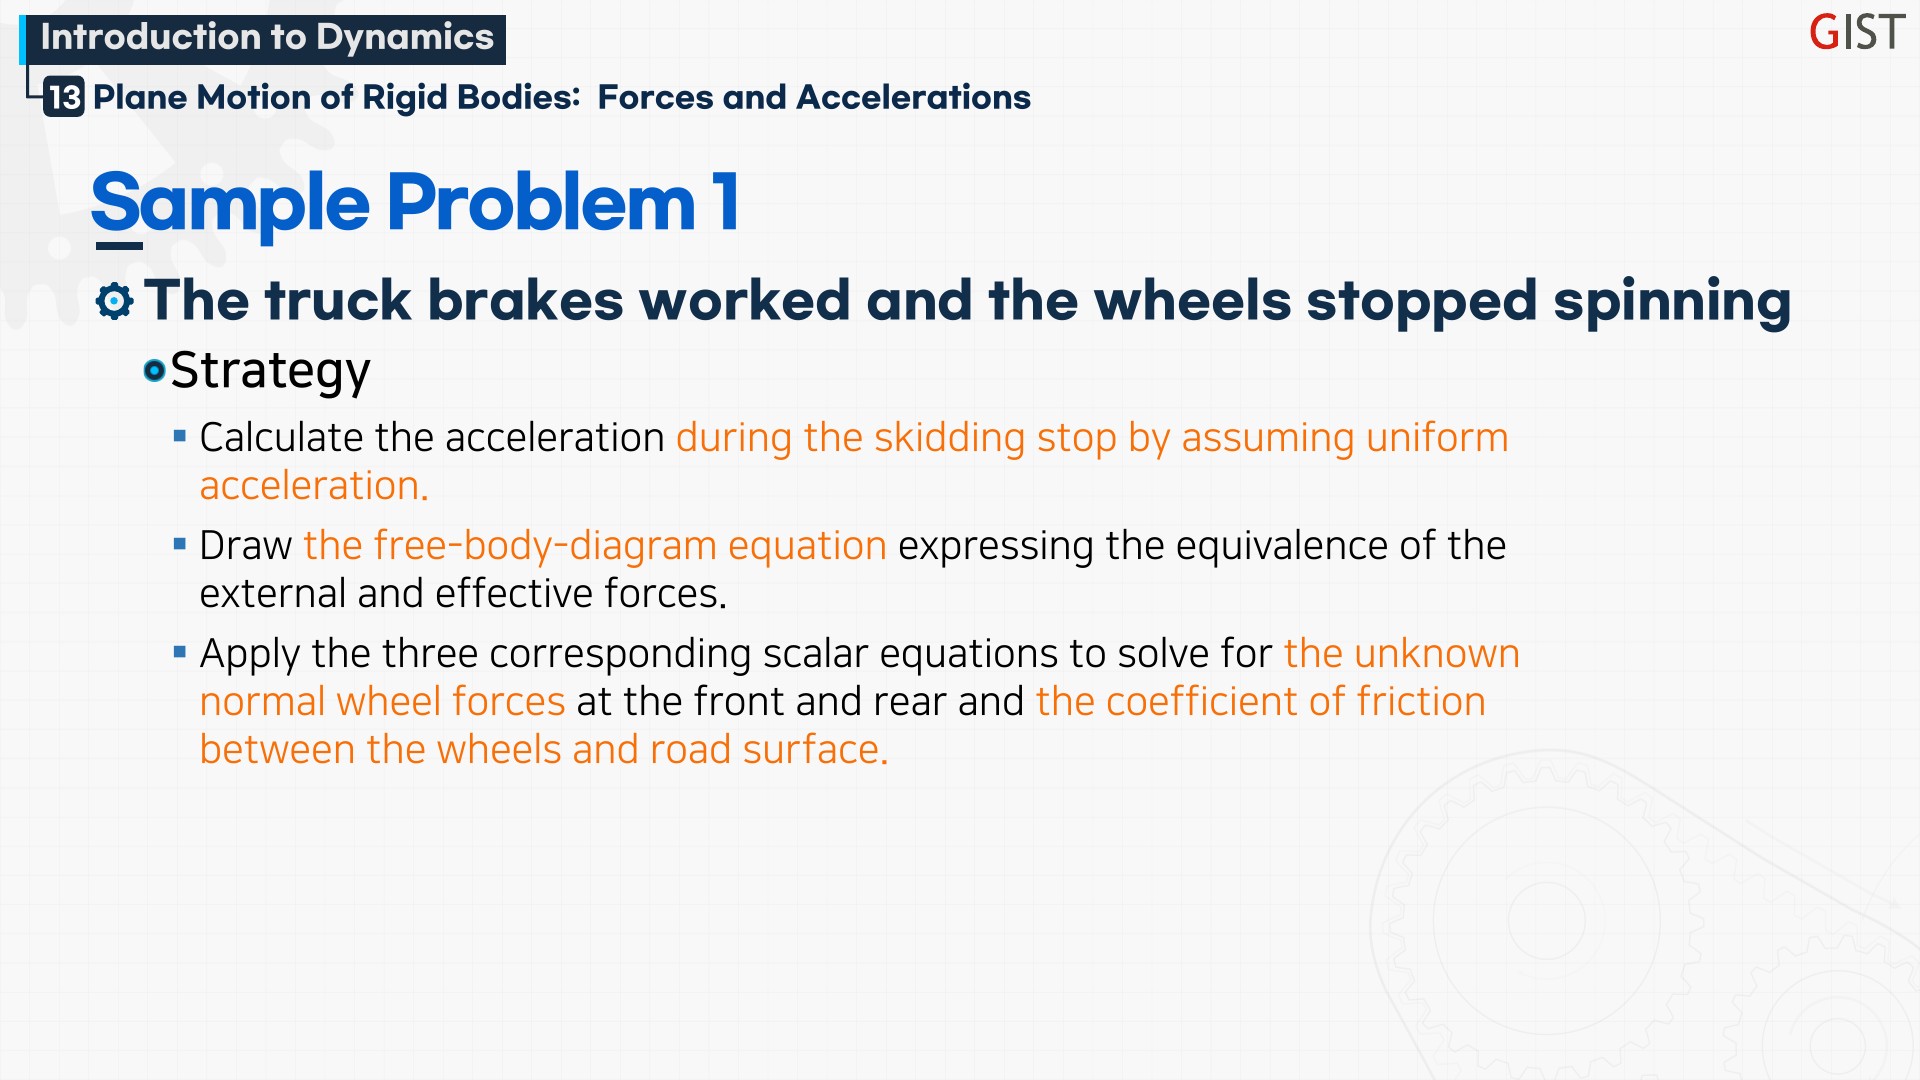 Introduction to Dynamics
GIST
13 Plane Motion of Rigid Bodies: Forces and Accelerations
Sample Problem 1
The truck brakes worked and the wheels stopped spinning
Strategy
Calculate the acceleration during the skidding stop by assuming uniform
acceleration.
Draw the free-body-diagram equation expressing the equivalence of the
external and effective forces.
Apply the three corresponding scalar equations to solve for the unknown
normal wheel forces at the front and rear and the coefficient of friction
between the wheels and road surface.